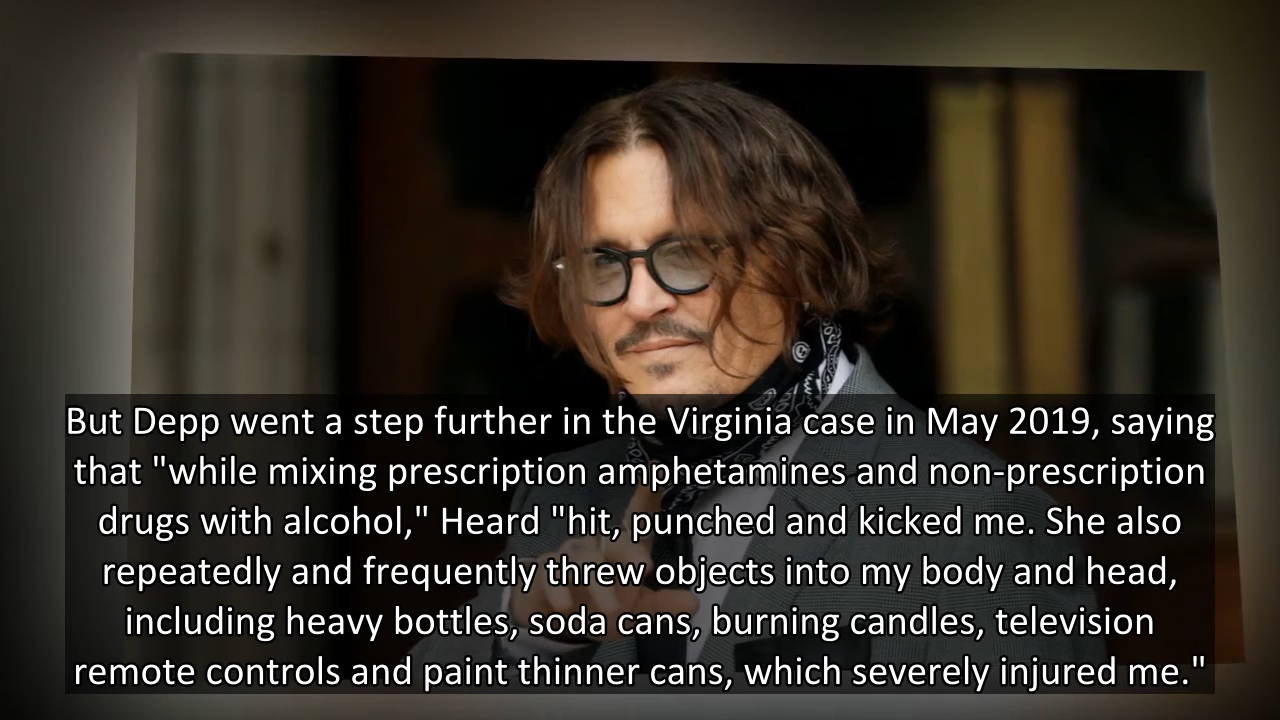 But Depp went a step further in the Virginia case in May 2019, saying
that "while mixing prescription amphetamines and non-prescription
drugs with alcohol," Heard "hit, punched and kicked me. She also
repeatedly and frequently threw objects into my body and head,
including heavy bottles, soda cans, burning candles, television
remote controls and paint thinner cans, which severely injured me."